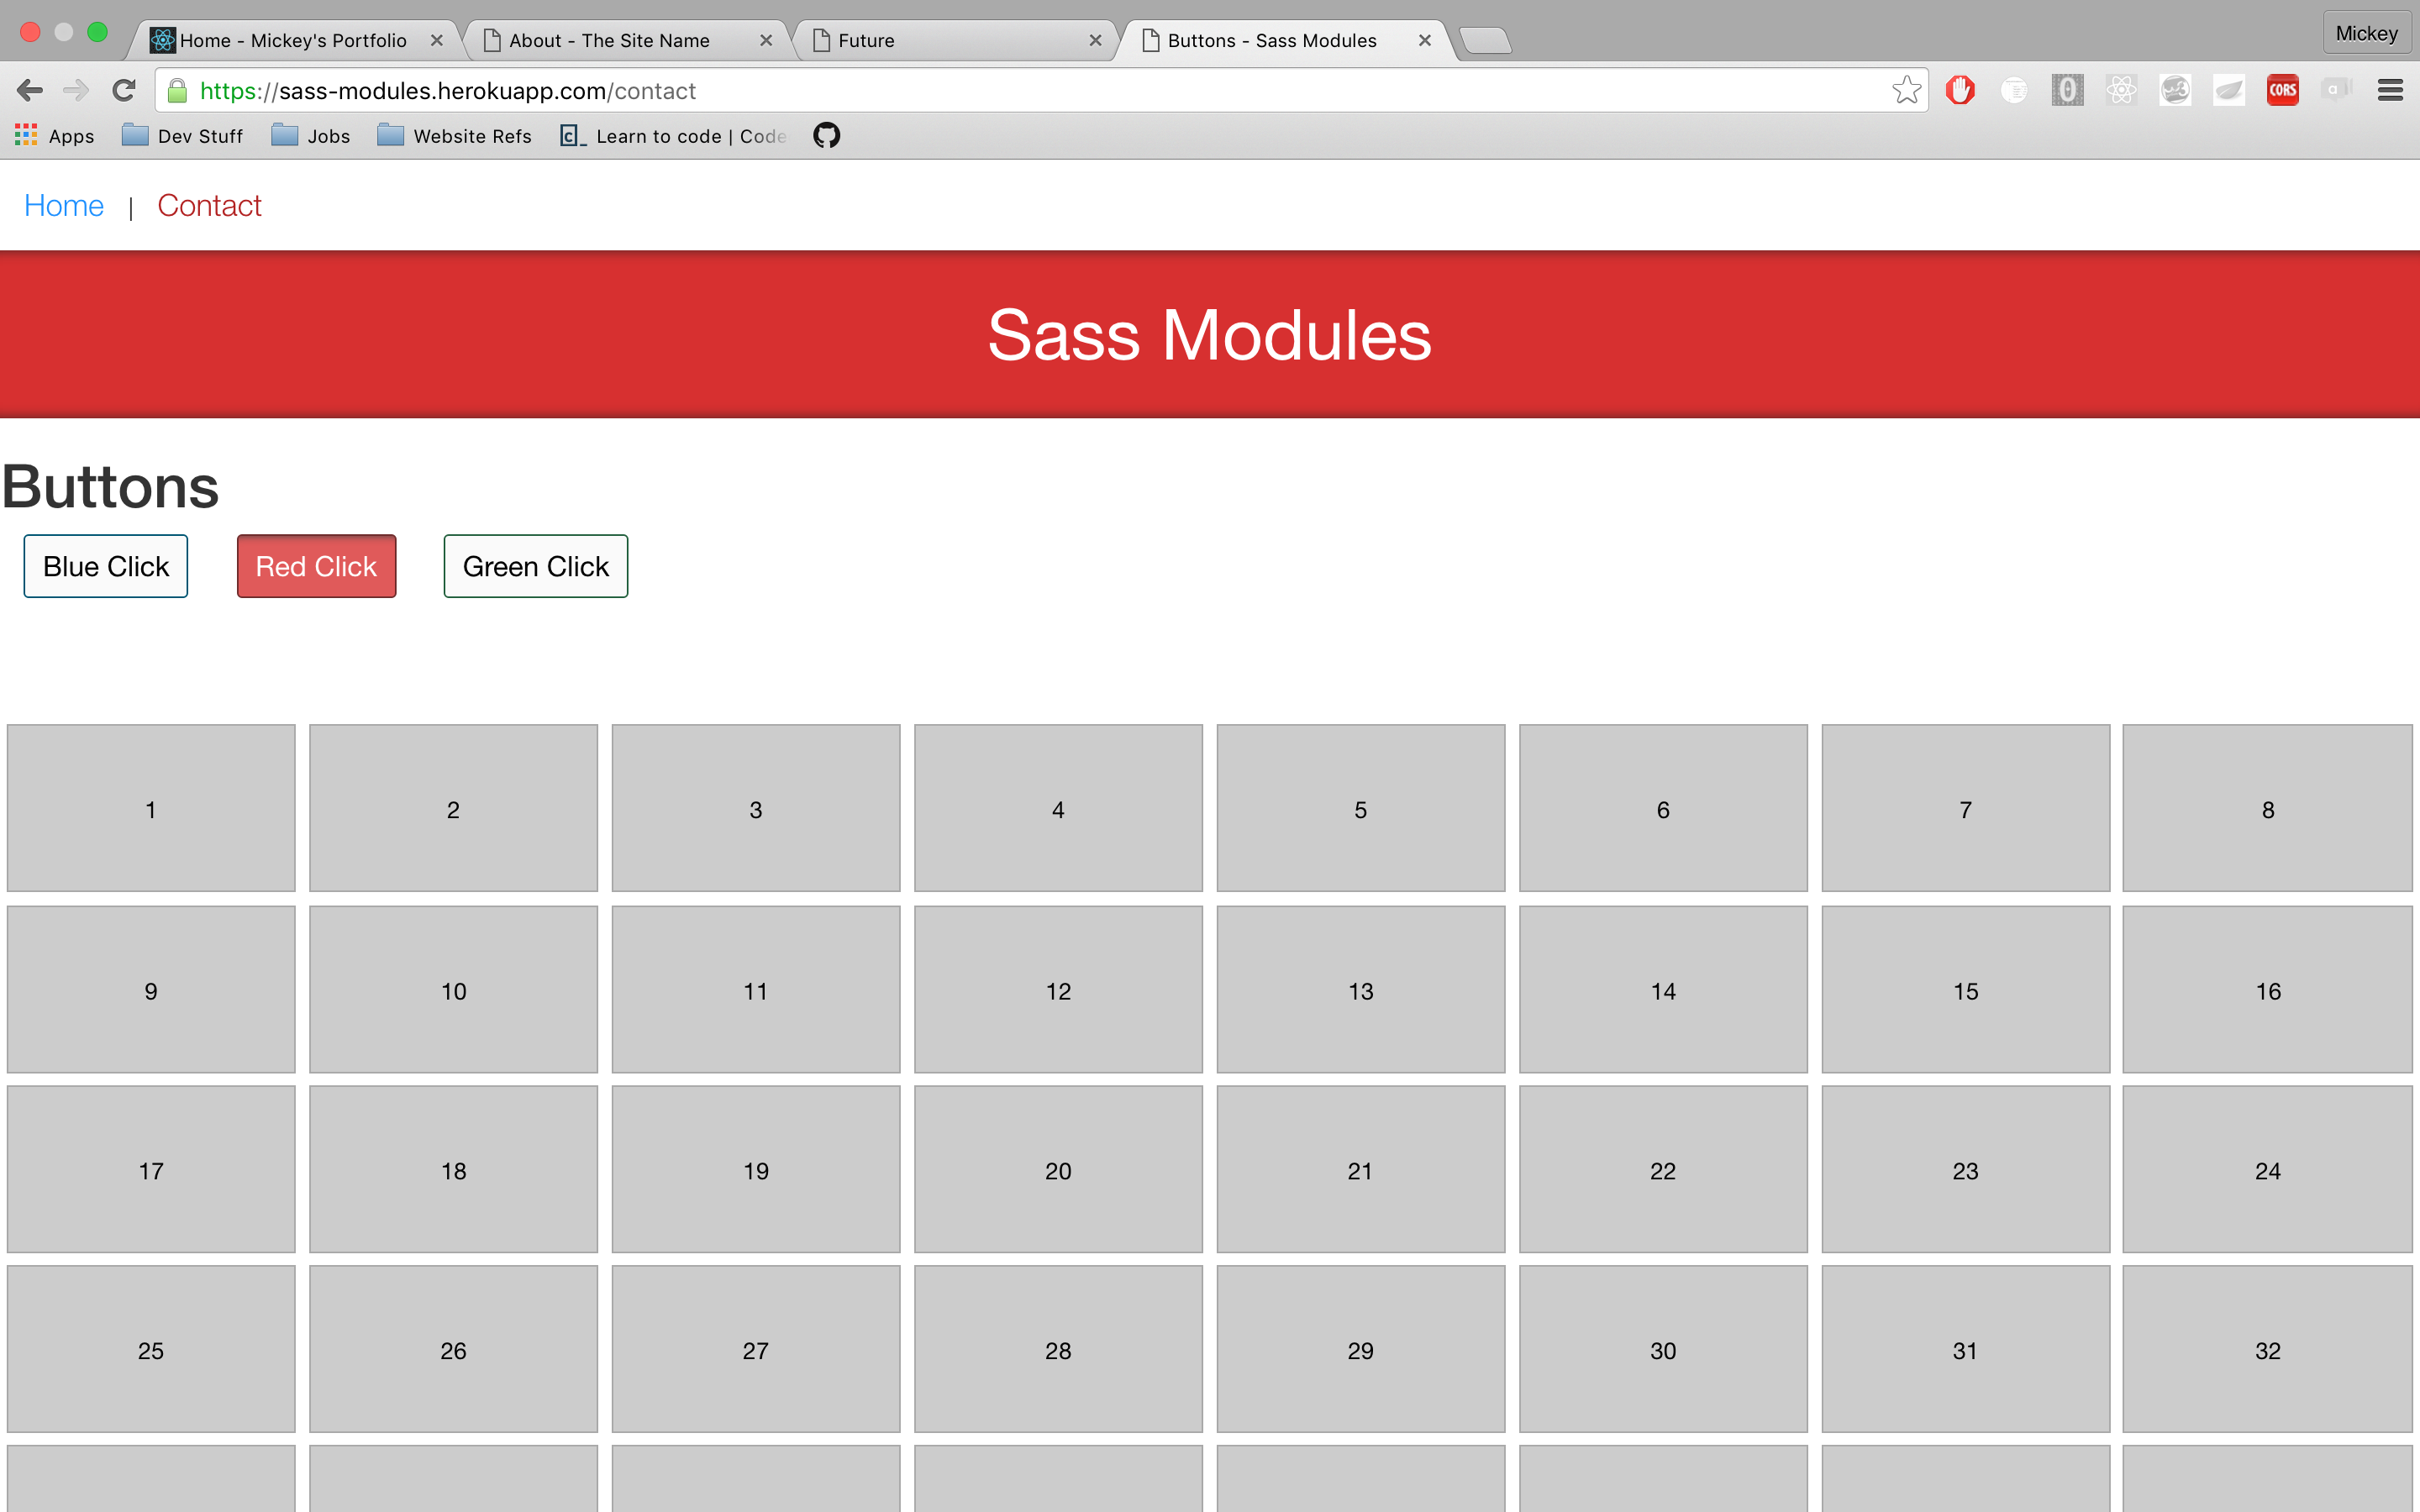 Home - Mickey's Portfolio
About - The Site Name
Future
Buttons - Sass Modules
Mickey
https://sass-modules.herokuapp.com/contact
0
CORS
a
Apps
Dev Stuff
Jobs
Website Refs
C_ Learn to code | Code
Home | Contact
Sass Modules
Buttons
Blue Click
Red Click
Green Click
1 2 3 4 5 6 7 8
9 10 11 12 13 14 15 16
17 18 19 20 21 22 23 24
25 26 27 28 29 30 31 32